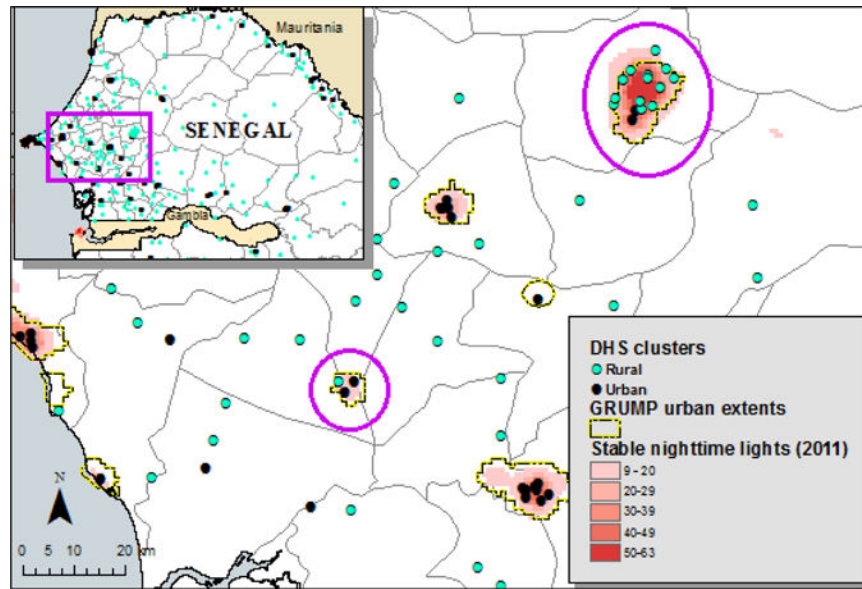 Mauritania
SENEGAL
Gambia
DHS clusters
Rural
Urban
GRUMP urban extents
Stable nighttime lights (2011)
9 - 20
20-29
30-39
40-49
50-63
N
0 5 10 20 km